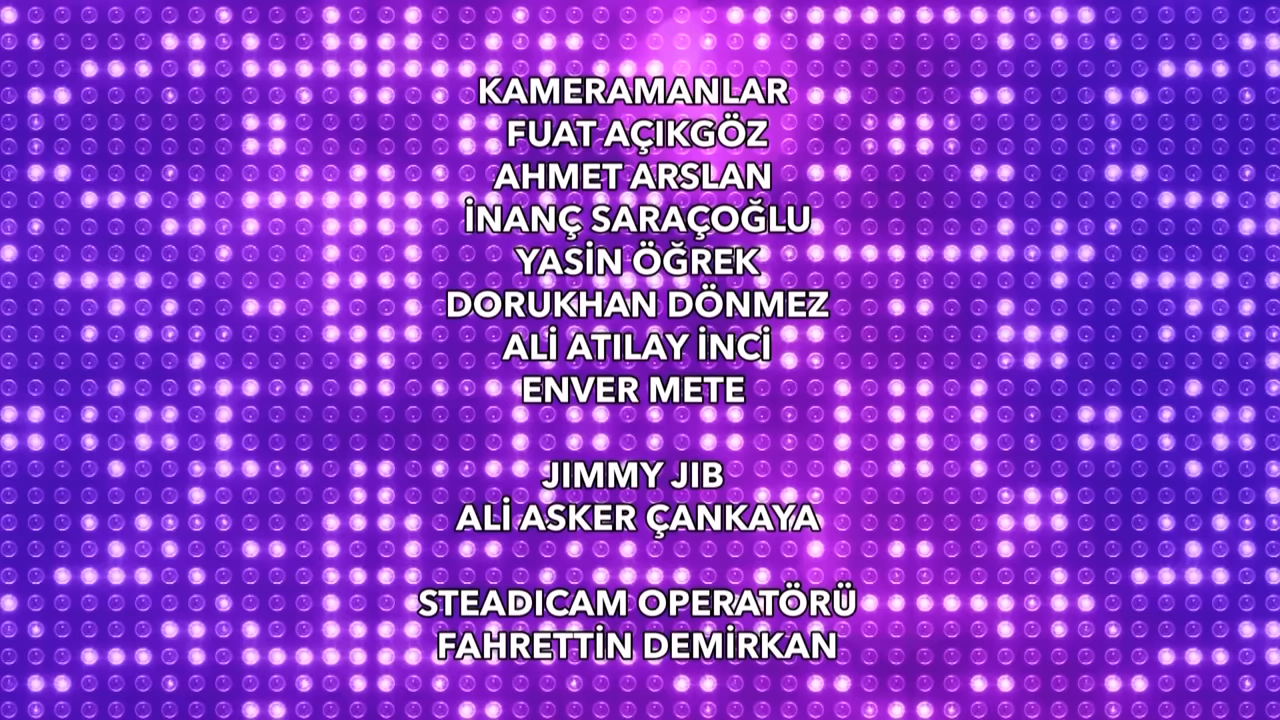 KAMERAMANLAR
FUAT AÇIKGÖZ
AHMET ARSLAN
İNANÇ SARAÇOĞLU
YASİN ÖĞREK
DORUKHAN DÖNMEZ
ALİ ATILAY İNCİ
ENVER METE
JIMMY JIB
ALİ ASKER ÇANKAYA
STEADICAM OPERATÖRÜ
FAHRETTİN DEMİRKAN